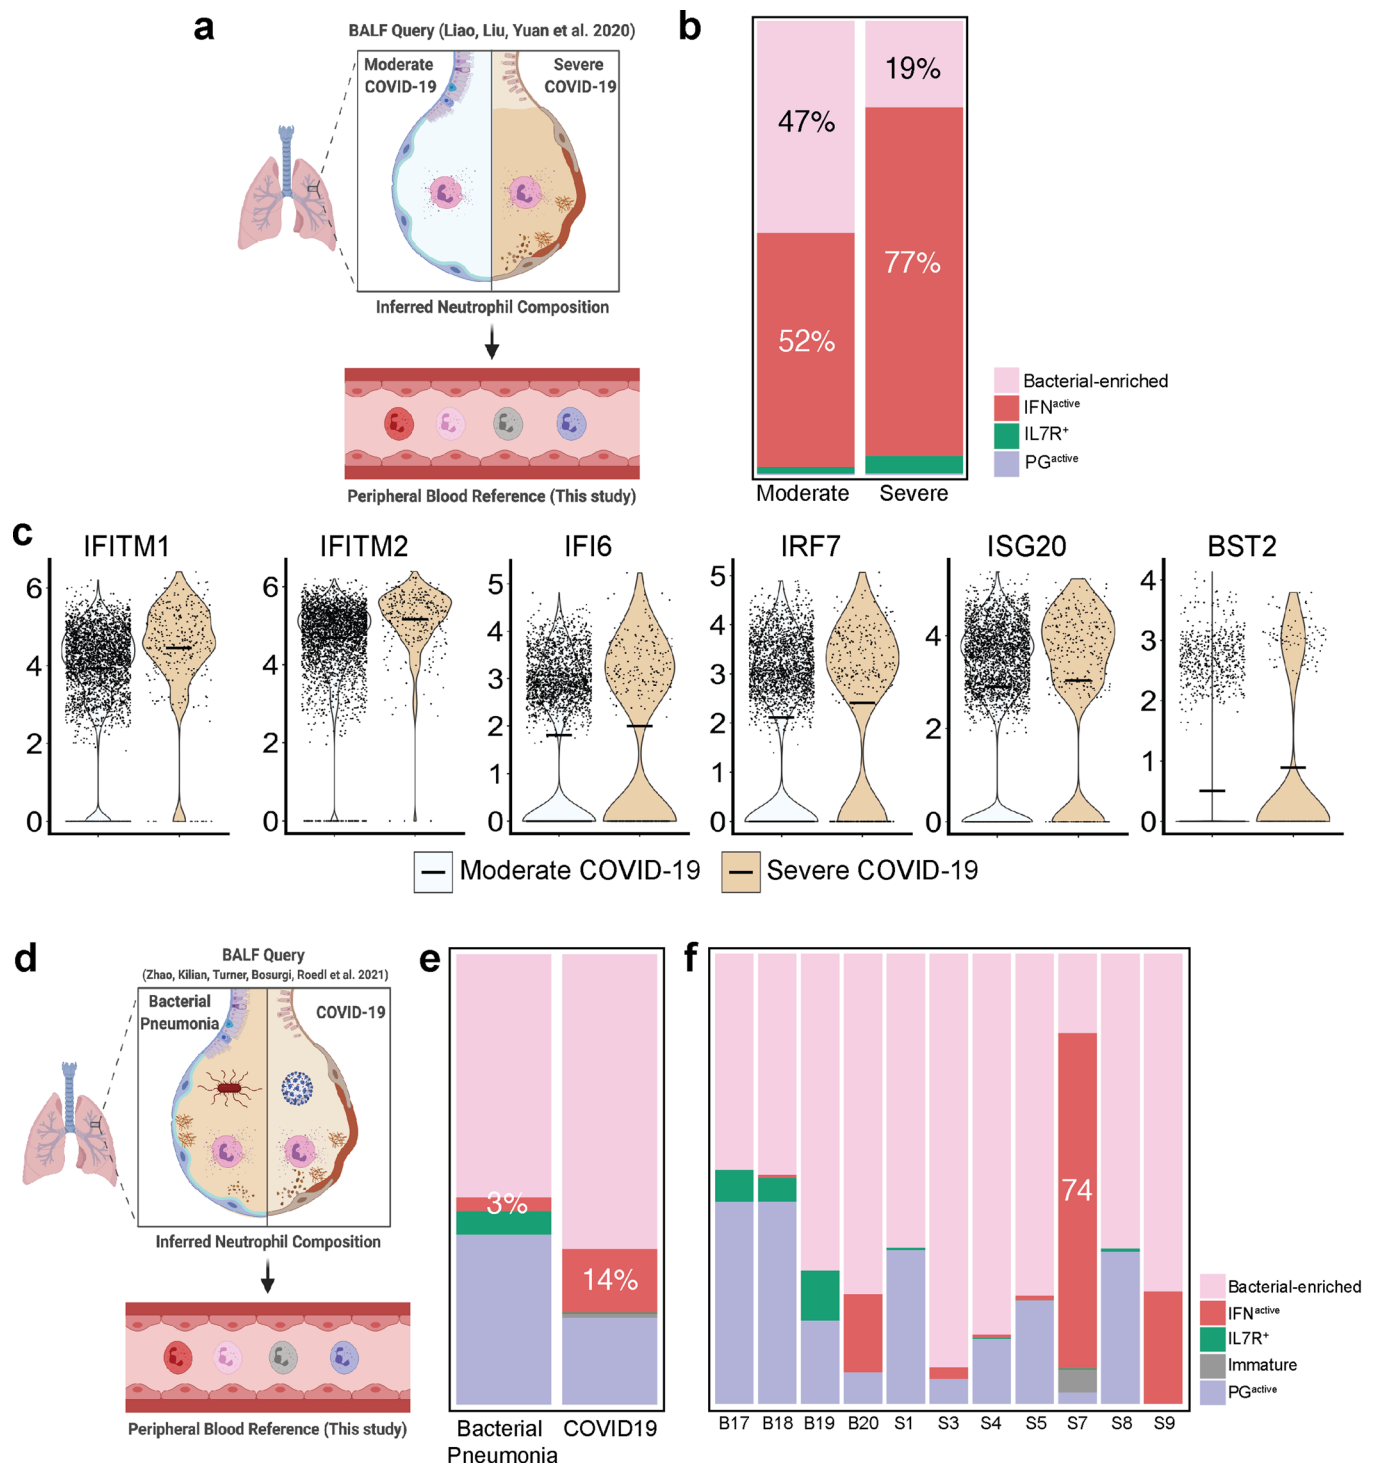 a
BALF Query (Liao, Liu, Yuan et al. 2020)
Moderate
COVID-19
Severe
COVID-19
Inferred Neutrophil Composition
Peripheral Blood Reference (This study)
b
47%
19%
52%
77%
Moderate
Severe
Bacterial-enriched
IFNactive
IL7R+
PGactive
c
IFITM1
6
4
2
0
IFITM2
6
4
2
0
IFI6
5
4
3
2
1
0
IRF7
5
4
3
2
1
0
ISG20
4
2
0
BST2
4
3
2
1
0
Moderate COVID-19
Severe COVID-19
d
BALF Query
(Zhao, Kilian, Turner, Bosurgi, Roedl et al. 2021)
Bacterial
Pneumonia
COVID-19
Inferred Neutrophil Composition
Peripheral Blood Reference (This study)
e
3%
14%
Bacterial
Pneumonia
COVID19
f
74
B17 B18 B19 B20 S1 S3 S4 S5 S7 S8 S9
Bacterial-enriched
IFNactive
IL7R+
Immature
PGactive